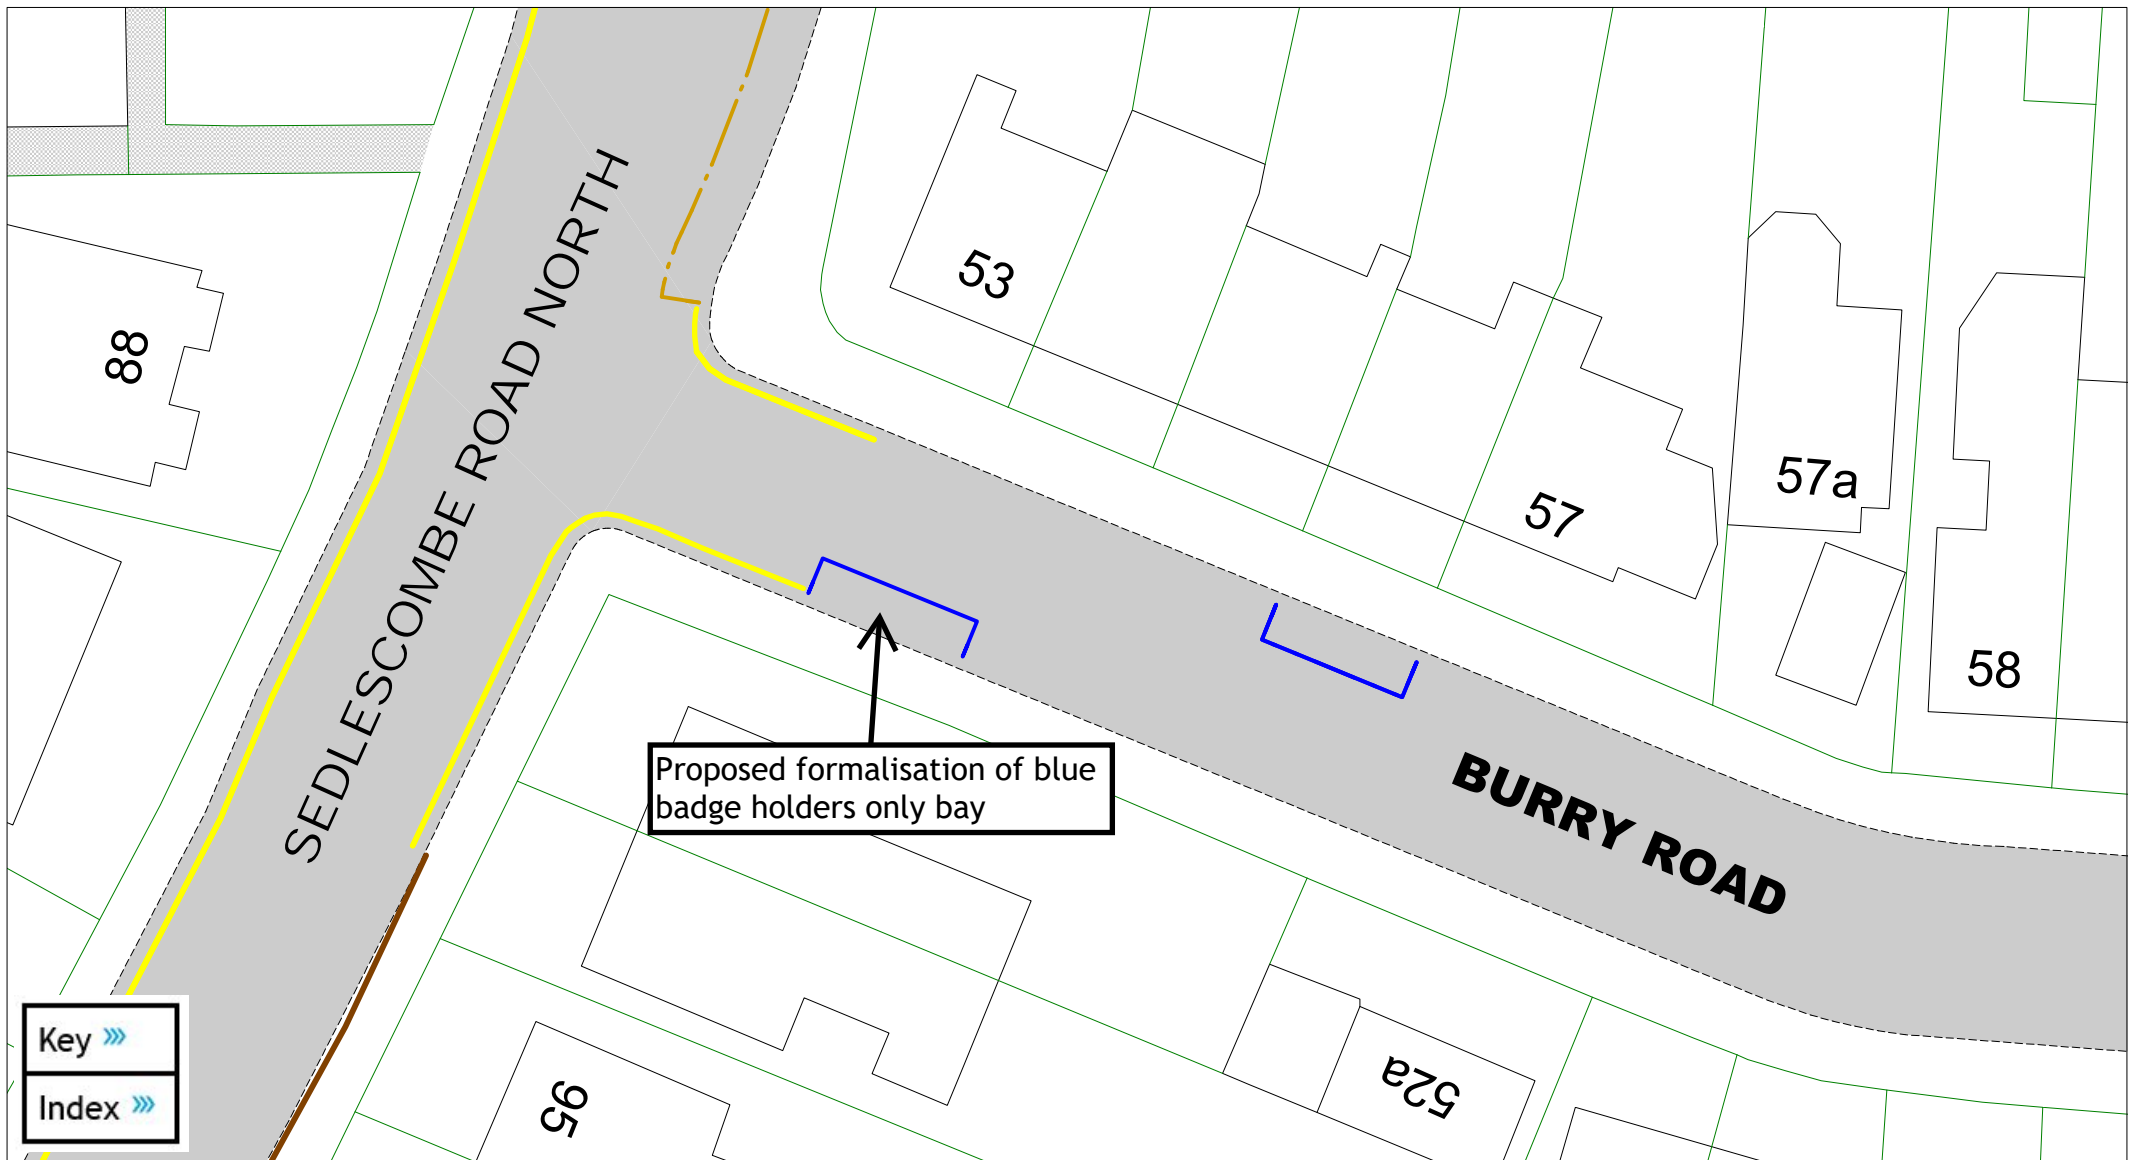 SEDLESCOMBE ROAD NORTH
88
53
57
57a
58
Proposed formalisation of blue
badge holders only bay
BURRY ROAD
Key
Index
95
52a